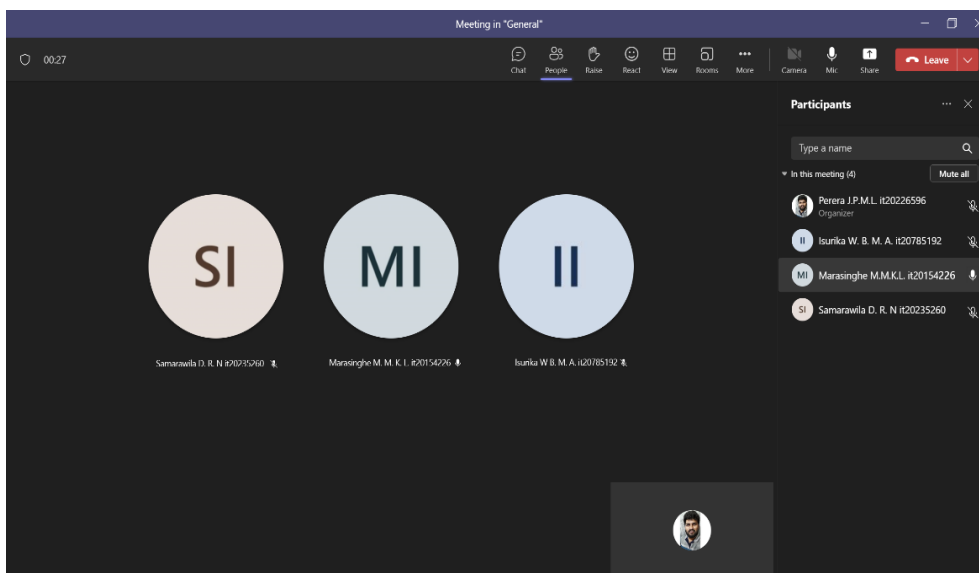 Meeting in "General"
00:27
Chat People Raise React View Rooms More Camera Mic Share Leave
Participants
Type a name
In this meeting (4) Mute all
Perera J.P.M.L. it20226596
Organizer
II Isurika W. B. M. A. it20785192
MI Marasinghe M.M.K.L. it20154226
SI Samarawila D. R. N it20235260
SI MI II
Samarawila D. R. N it20235260 Marasinghe M. M. K. L. it20154226 Isurika W B. M. A. it20785192